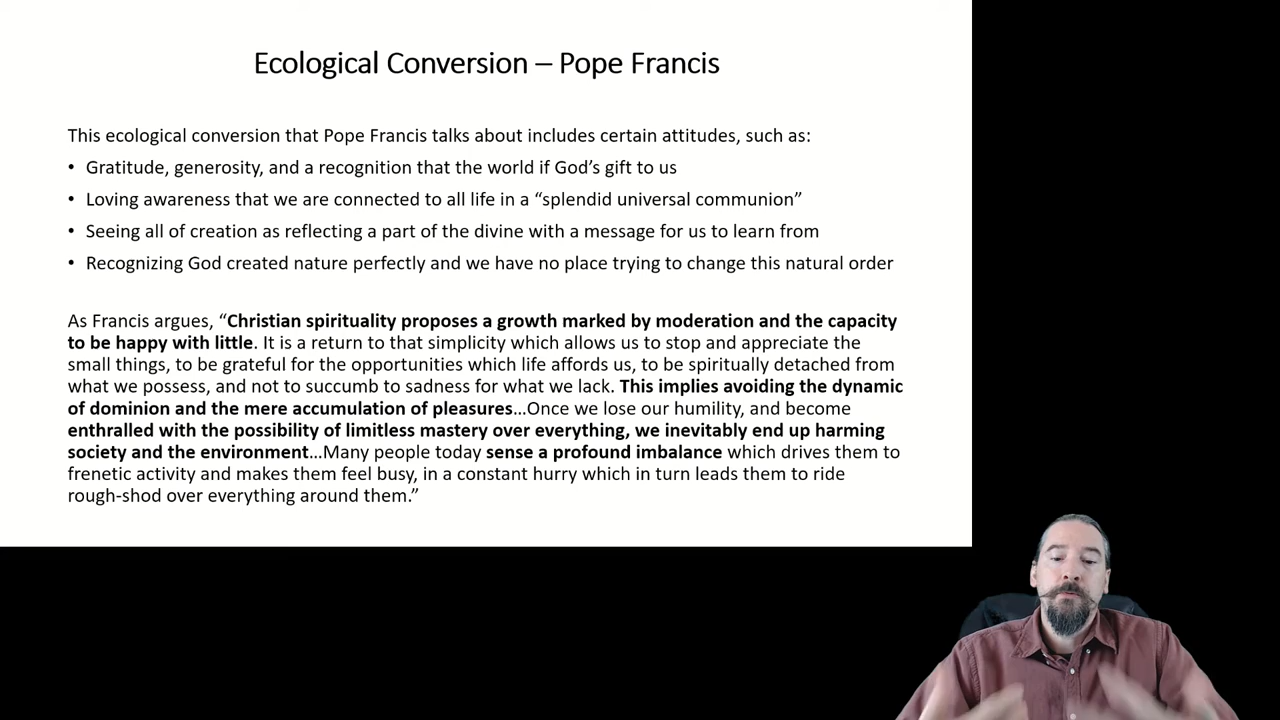 Ecological Conversion – Pope Francis
This ecological conversion that Pope Francis talks about includes certain attitudes, such as:
• Gratitude, generosity, and a recognition that the world if God’s gift to us
• Loving awareness that we are connected to all life in a “splendid universal communion”
• Seeing all of creation as reflecting a part of the divine with a message for us to learn from
• Recognizing God created nature perfectly and we have no place trying to change this natural order
As Francis argues, “Christian spirituality proposes a growth marked by moderation and the capacity
to be happy with little. It is a return to that simplicity which allows us to stop and appreciate the
small things, to be grateful for the opportunities which life affords us, to be spiritually detached from
what we possess, and not to succumb to sadness for what we lack. This implies avoiding the dynamic
of dominion and the mere accumulation of pleasures…Once we lose our humility, and become
enthralled with the possibility of limitless mastery over everything, we inevitably end up harming
society and the environment…Many people today sense a profound imbalance which drives them to
frenetic activity and makes them feel busy, in a constant hurry which in turn leads them to ride
rough-shod over everything around them.”